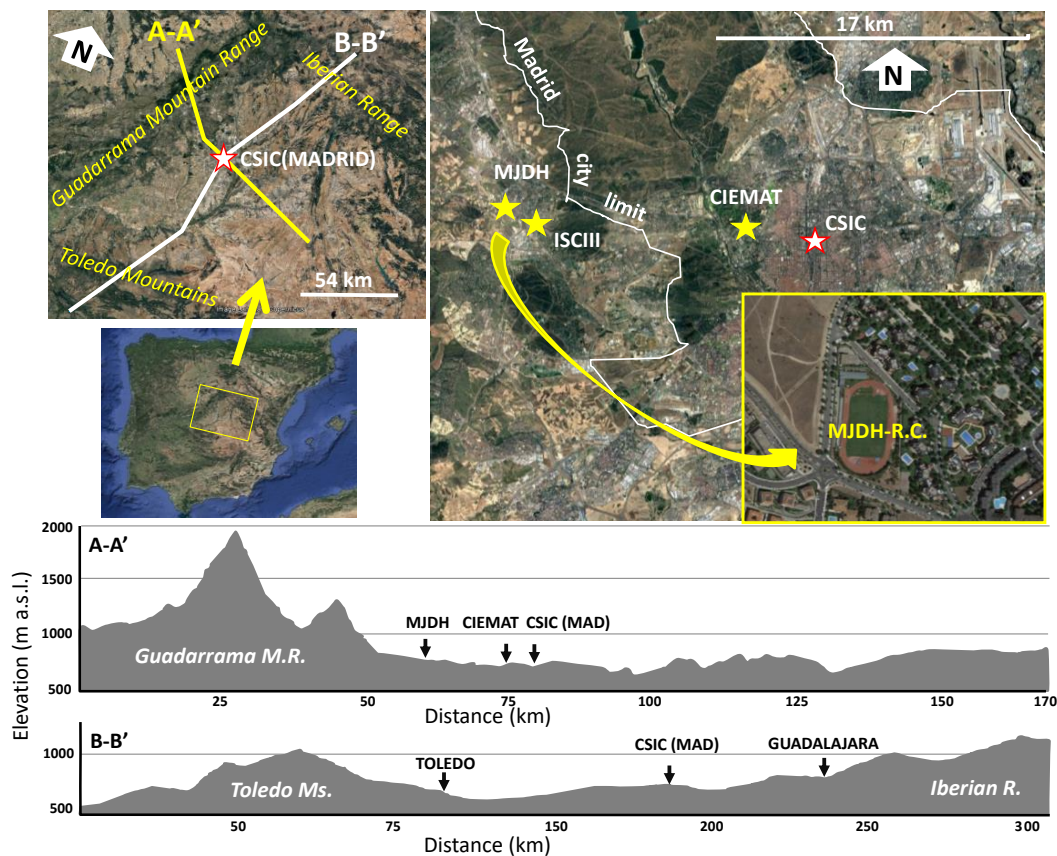 N
A-A’
B-B’
Guadarrama Mountain Range
Iberian Range
CSIC(MADRID)
Toledo Mountains
54 km
17 km
N
Madrid
city
limit
MJDH
ISCIII
CIEMAT
CSIC
MJDH-R.C.
Elevation (m a.s.l.)
2000
1500
1000
500
A-A’
MJDH CIEMAT CSIC (MAD)
Guadarrama M.R.
25 50 75 100 125 150 170
Distance (km)
B-B’
1000
500
TOLEDO
CSIC (MAD)
GUADALAJARA
Toledo Ms.
Iberian R.
50 75 150 200 250 300
Distance (km)